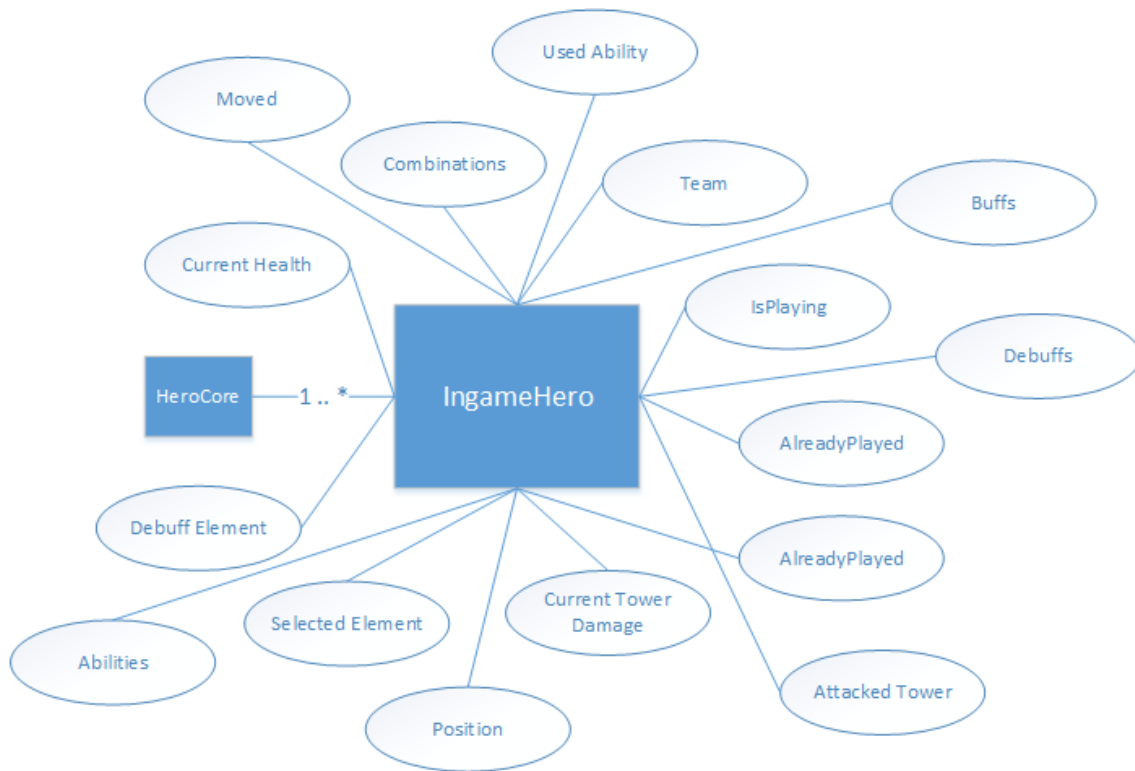 Used Ability
Moved
Combinations
Team
Buffs
Current Health
IsPlaying
Debuffs
HeroCore
1 .. *
IngameHero
AlreadyPlayed
Debuff Element
AlreadyPlayed
Selected Element
Current Tower
Damage
Abilities
Attacked Tower
Position